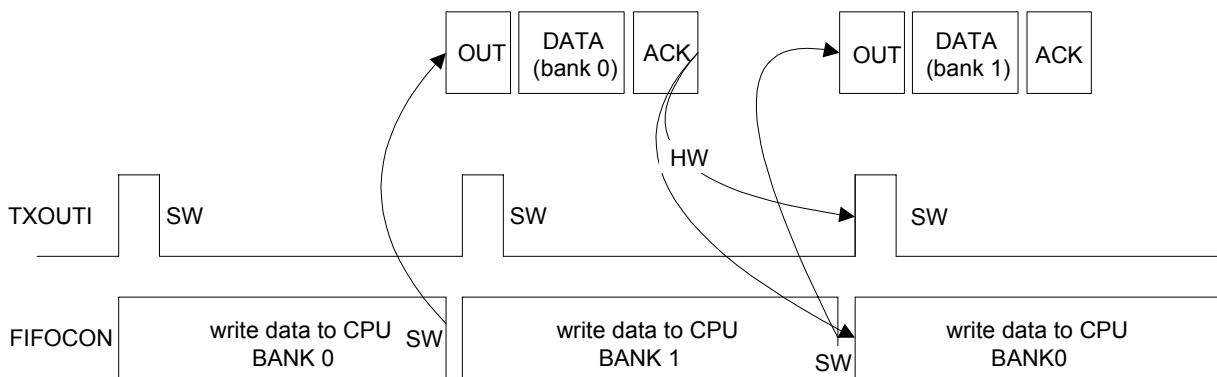 OUT
DATA
(bank 0)
ACK
OUT
DATA
(bank 1)
ACK
HW
TXOUTI
SW
SW
SW
FIFOCON
write data to CPU
BANK 0
SW
write data to CPU
BANK 1
SW
write data to CPU
BANK0